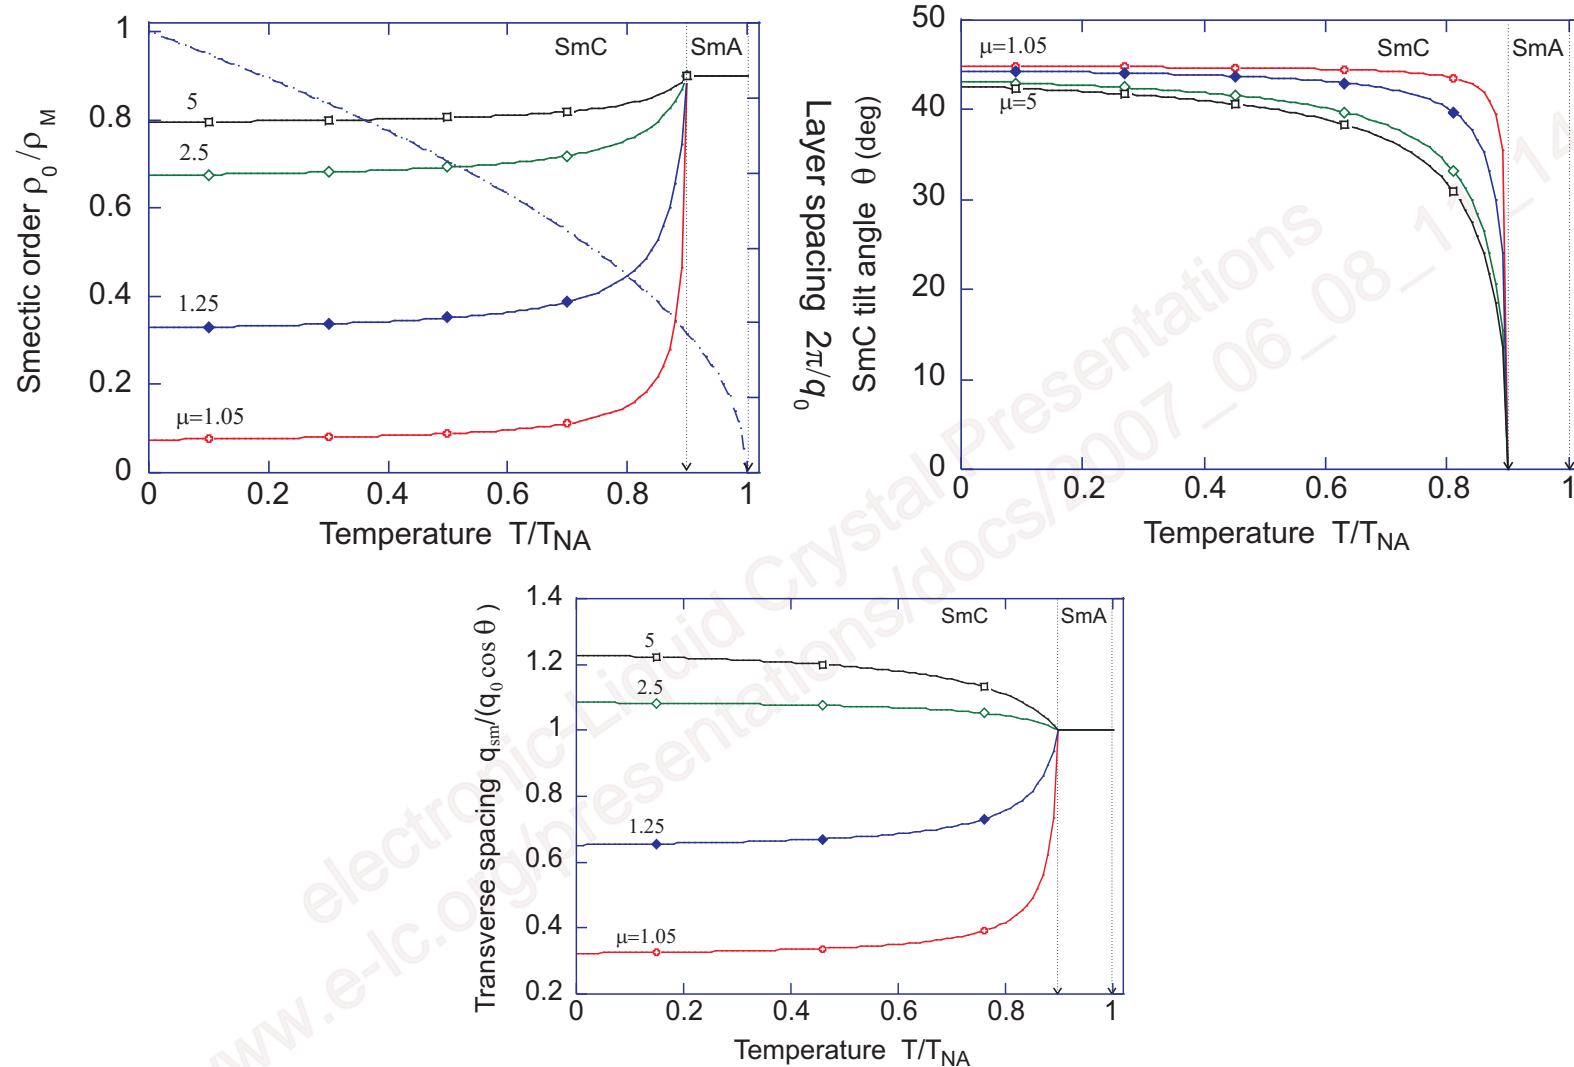 Smectic order ρ0/ρM
1
0.8
0.6
0.4
0.2
0
SmC
SmA
5
2.5
1.25
μ=1.05
0 0.2 0.4 0.6 0.8 1
Temperature T/TNA
Layer spacing 2π/q0
SmC tilt angle θ (deg)
50
40
30
20
10
0
SmC
SmA
μ=1.05
μ=5
0 0.2 0.4 0.6 0.8 1
Temperature T/TNA
Transverse spacing qsm/(q0 cos θ)
1.4
1.2
1
0.8
0.6
0.4
0.2
SmC
SmA
5
2.5
1.25
μ=1.05
0 0.2 0.4 0.6 0.8 1
Temperature T/TNA
electronic-Liquid Crystal Presentations
www.e-lc.org/presentations/docs/2007_06_08_11_14